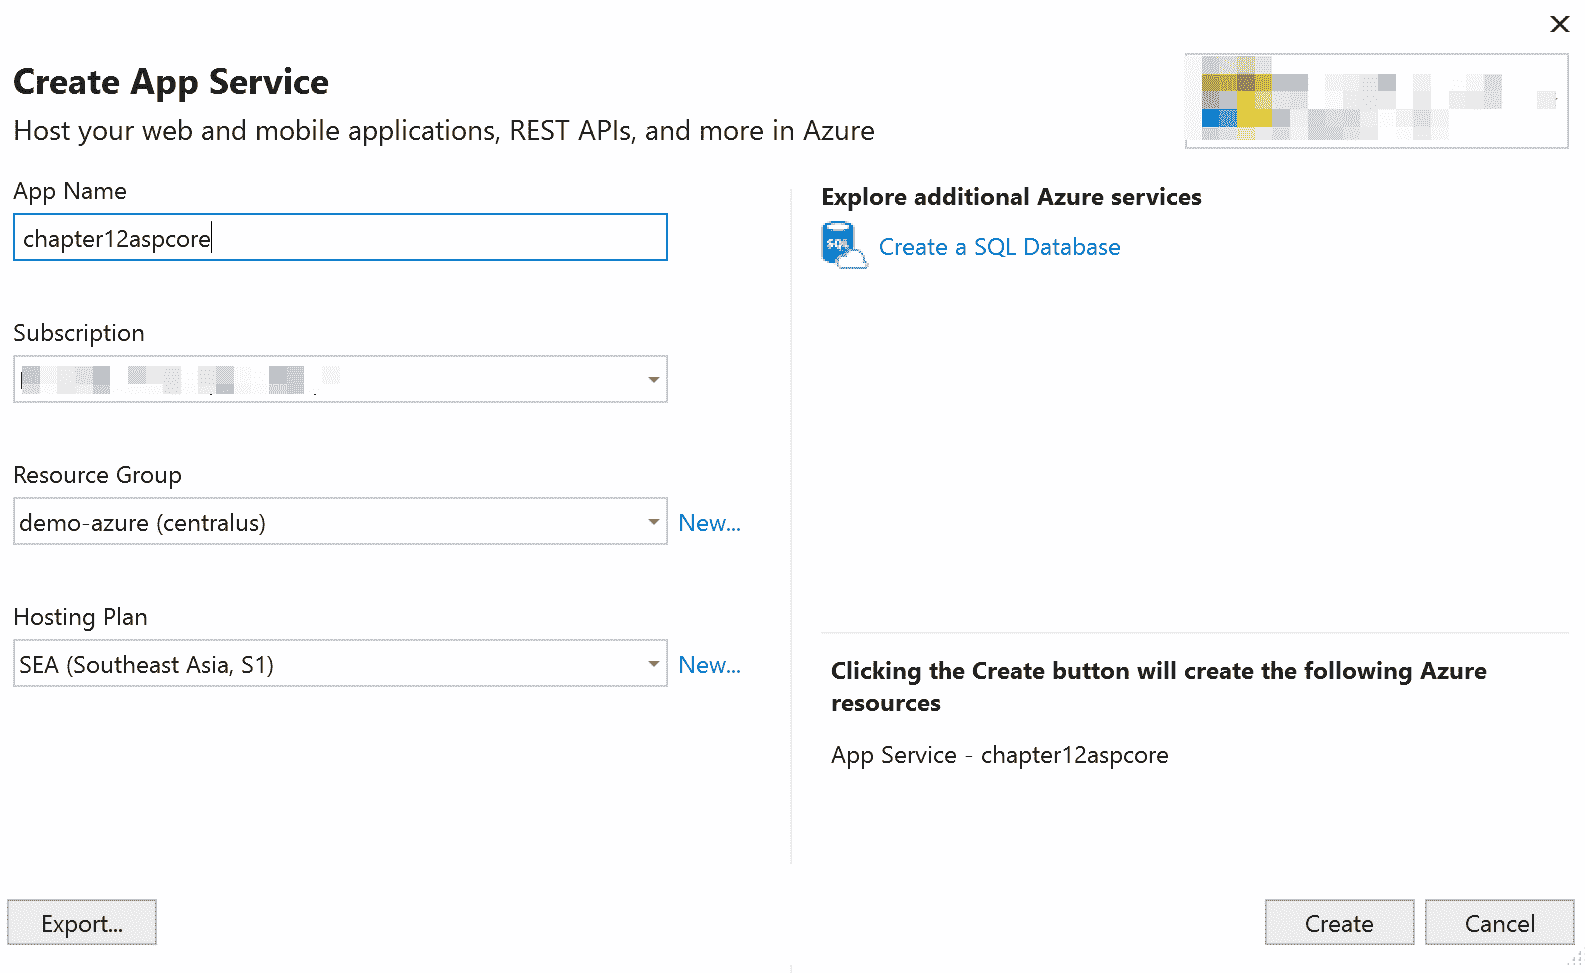 Create App Service
Host your web and mobile applications, REST APIs, and more in Azure
App Name
chapter12aspcore
Subscription
Resource Group
demo-azure (centralus)
New...
Hosting Plan
SEA (Southeast Asia, S1)
New...
Explore additional Azure services
SQL
Create a SQL Database
Clicking the Create button will create the following Azure
resources
App Service - chapter12aspcore
Export...
Create
Cancel